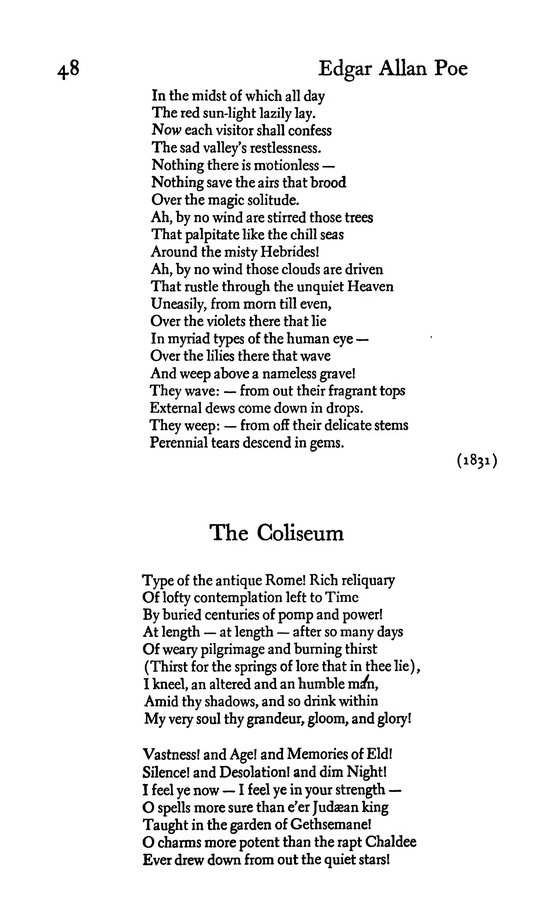 48
Edgar Allan Poe
In the midst of which all day
The red sun-light lazily lay.
Now each visitor shall confess
The sad valley's restlessness.
Nothing there is motionless —
Nothing save the airs that brood
Over the magic solitude.
Ah, by no wind are stirred those trees
That palpitate like the chill seas
Around the misty Hebrides!
Ah, by no wind those clouds are driven
That rustle through the unquiet Heaven
Uneasily, from morn till even,
Over the violets there that lie
In myriad types of the human eye —
Over the lilies there that wave
And weep above a nameless grave!
They wave: — from out their fragrant tops
External dews come down in drops.
They weep: — from off their delicate stems
Perennial tears descend in gems.
(1831)
The Coliseum
Type of the antique Rome! Rich reliquary
Of lofty contemplation left to Time
By buried centuries of pomp and power!
At length — at length — after so many days
Of weary pilgrimage and burning thirst
(Thirst for the springs of lore that in thee lie),
I kneel, an altered and an humble man,
Amid thy shadows, and so drink within
My very soul thy grandeur, gloom, and glory!
Vastness! and Age! and Memories of Eld!
Silence! and Desolation! and dim Night!
I feel ye now — I feel ye in your strength —
O spells more sure than e'er Judæan king
Taught in the garden of Gethsemane!
O charms more potent than the rapt Chaldee
Ever drew down from out the quiet stars!